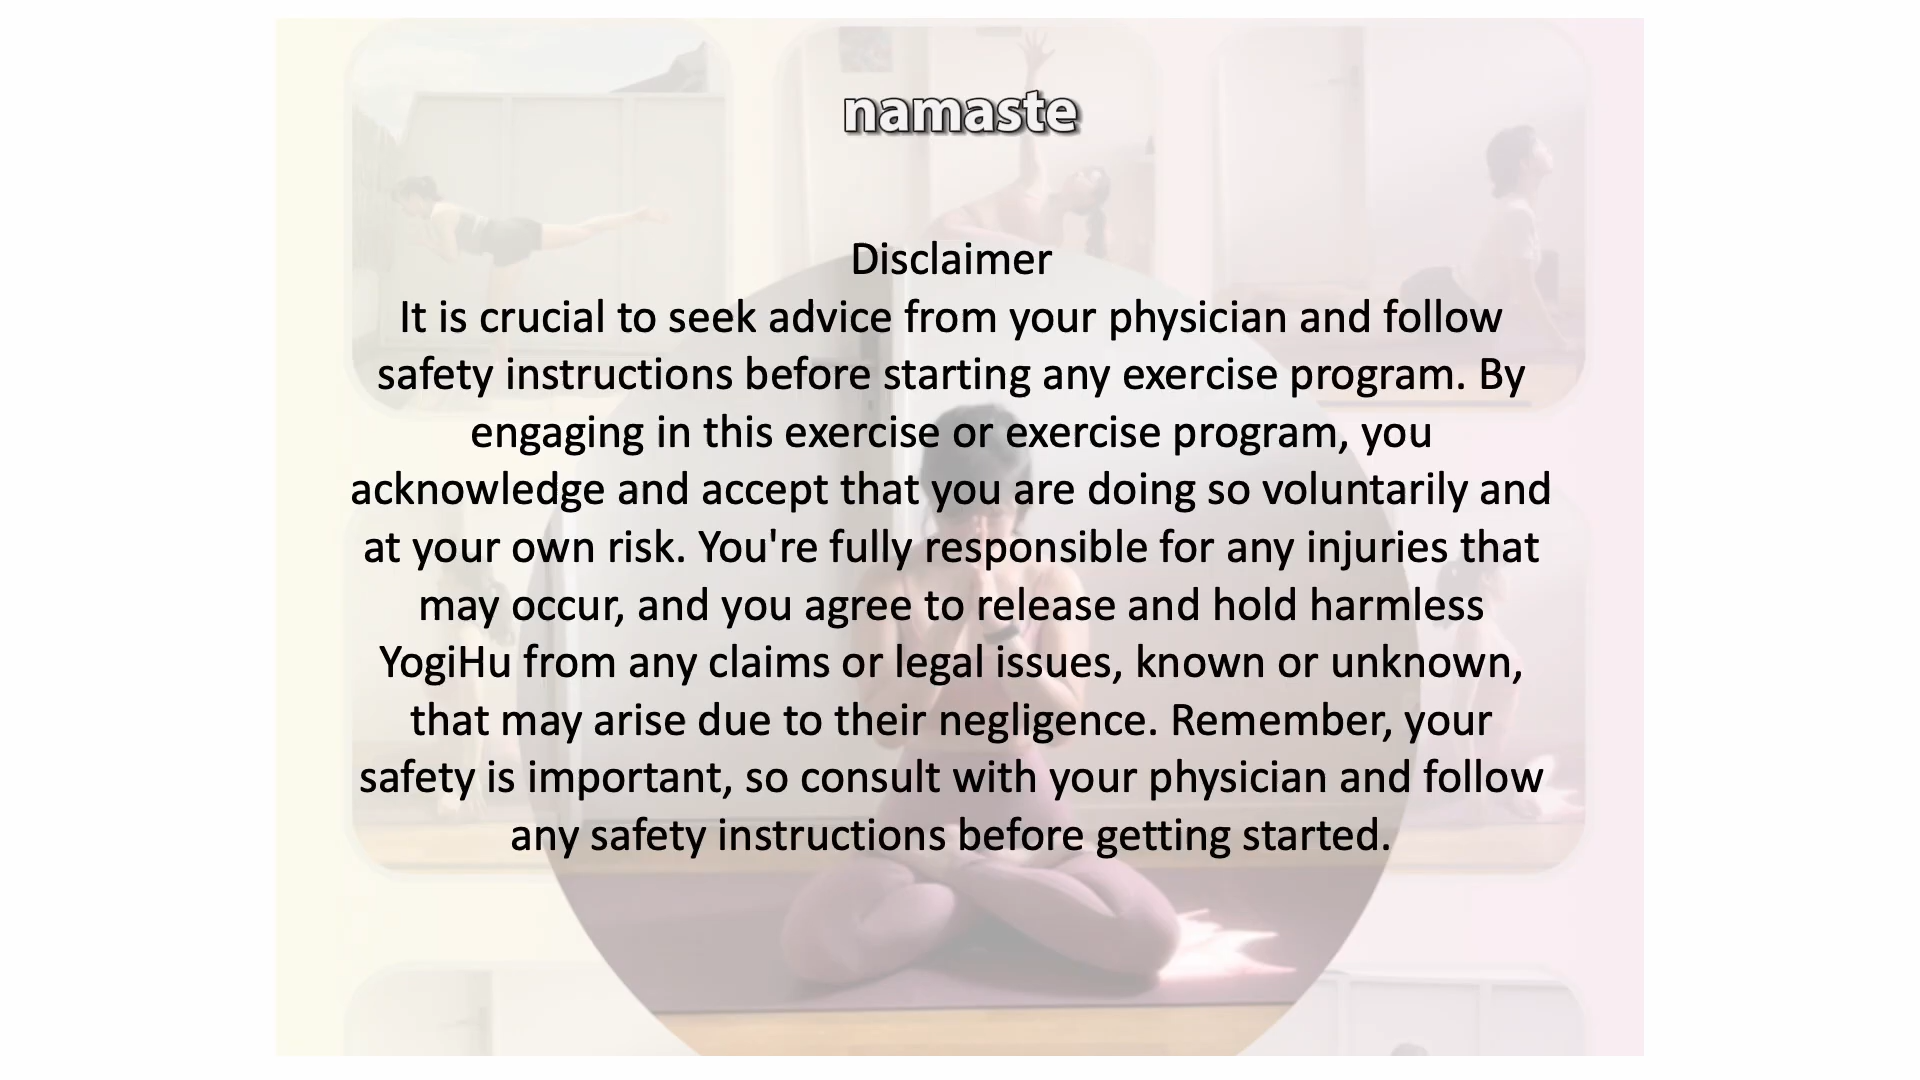 namaste
Disclaimer
It is crucial to seek advice from your physician and follow
safety instructions before starting any exercise program. By
engaging in this exercise or exercise program, you
acknowledge and accept that you are doing so voluntarily and
at your own risk. You're fully responsible for any injuries that
may occur, and you agree to release and hold harmless
YogiHu from any claims or legal issues, known or unknown,
that may arise due to their negligence. Remember, your
safety is important, so consult with your physician and follow
any safety instructions before getting started.